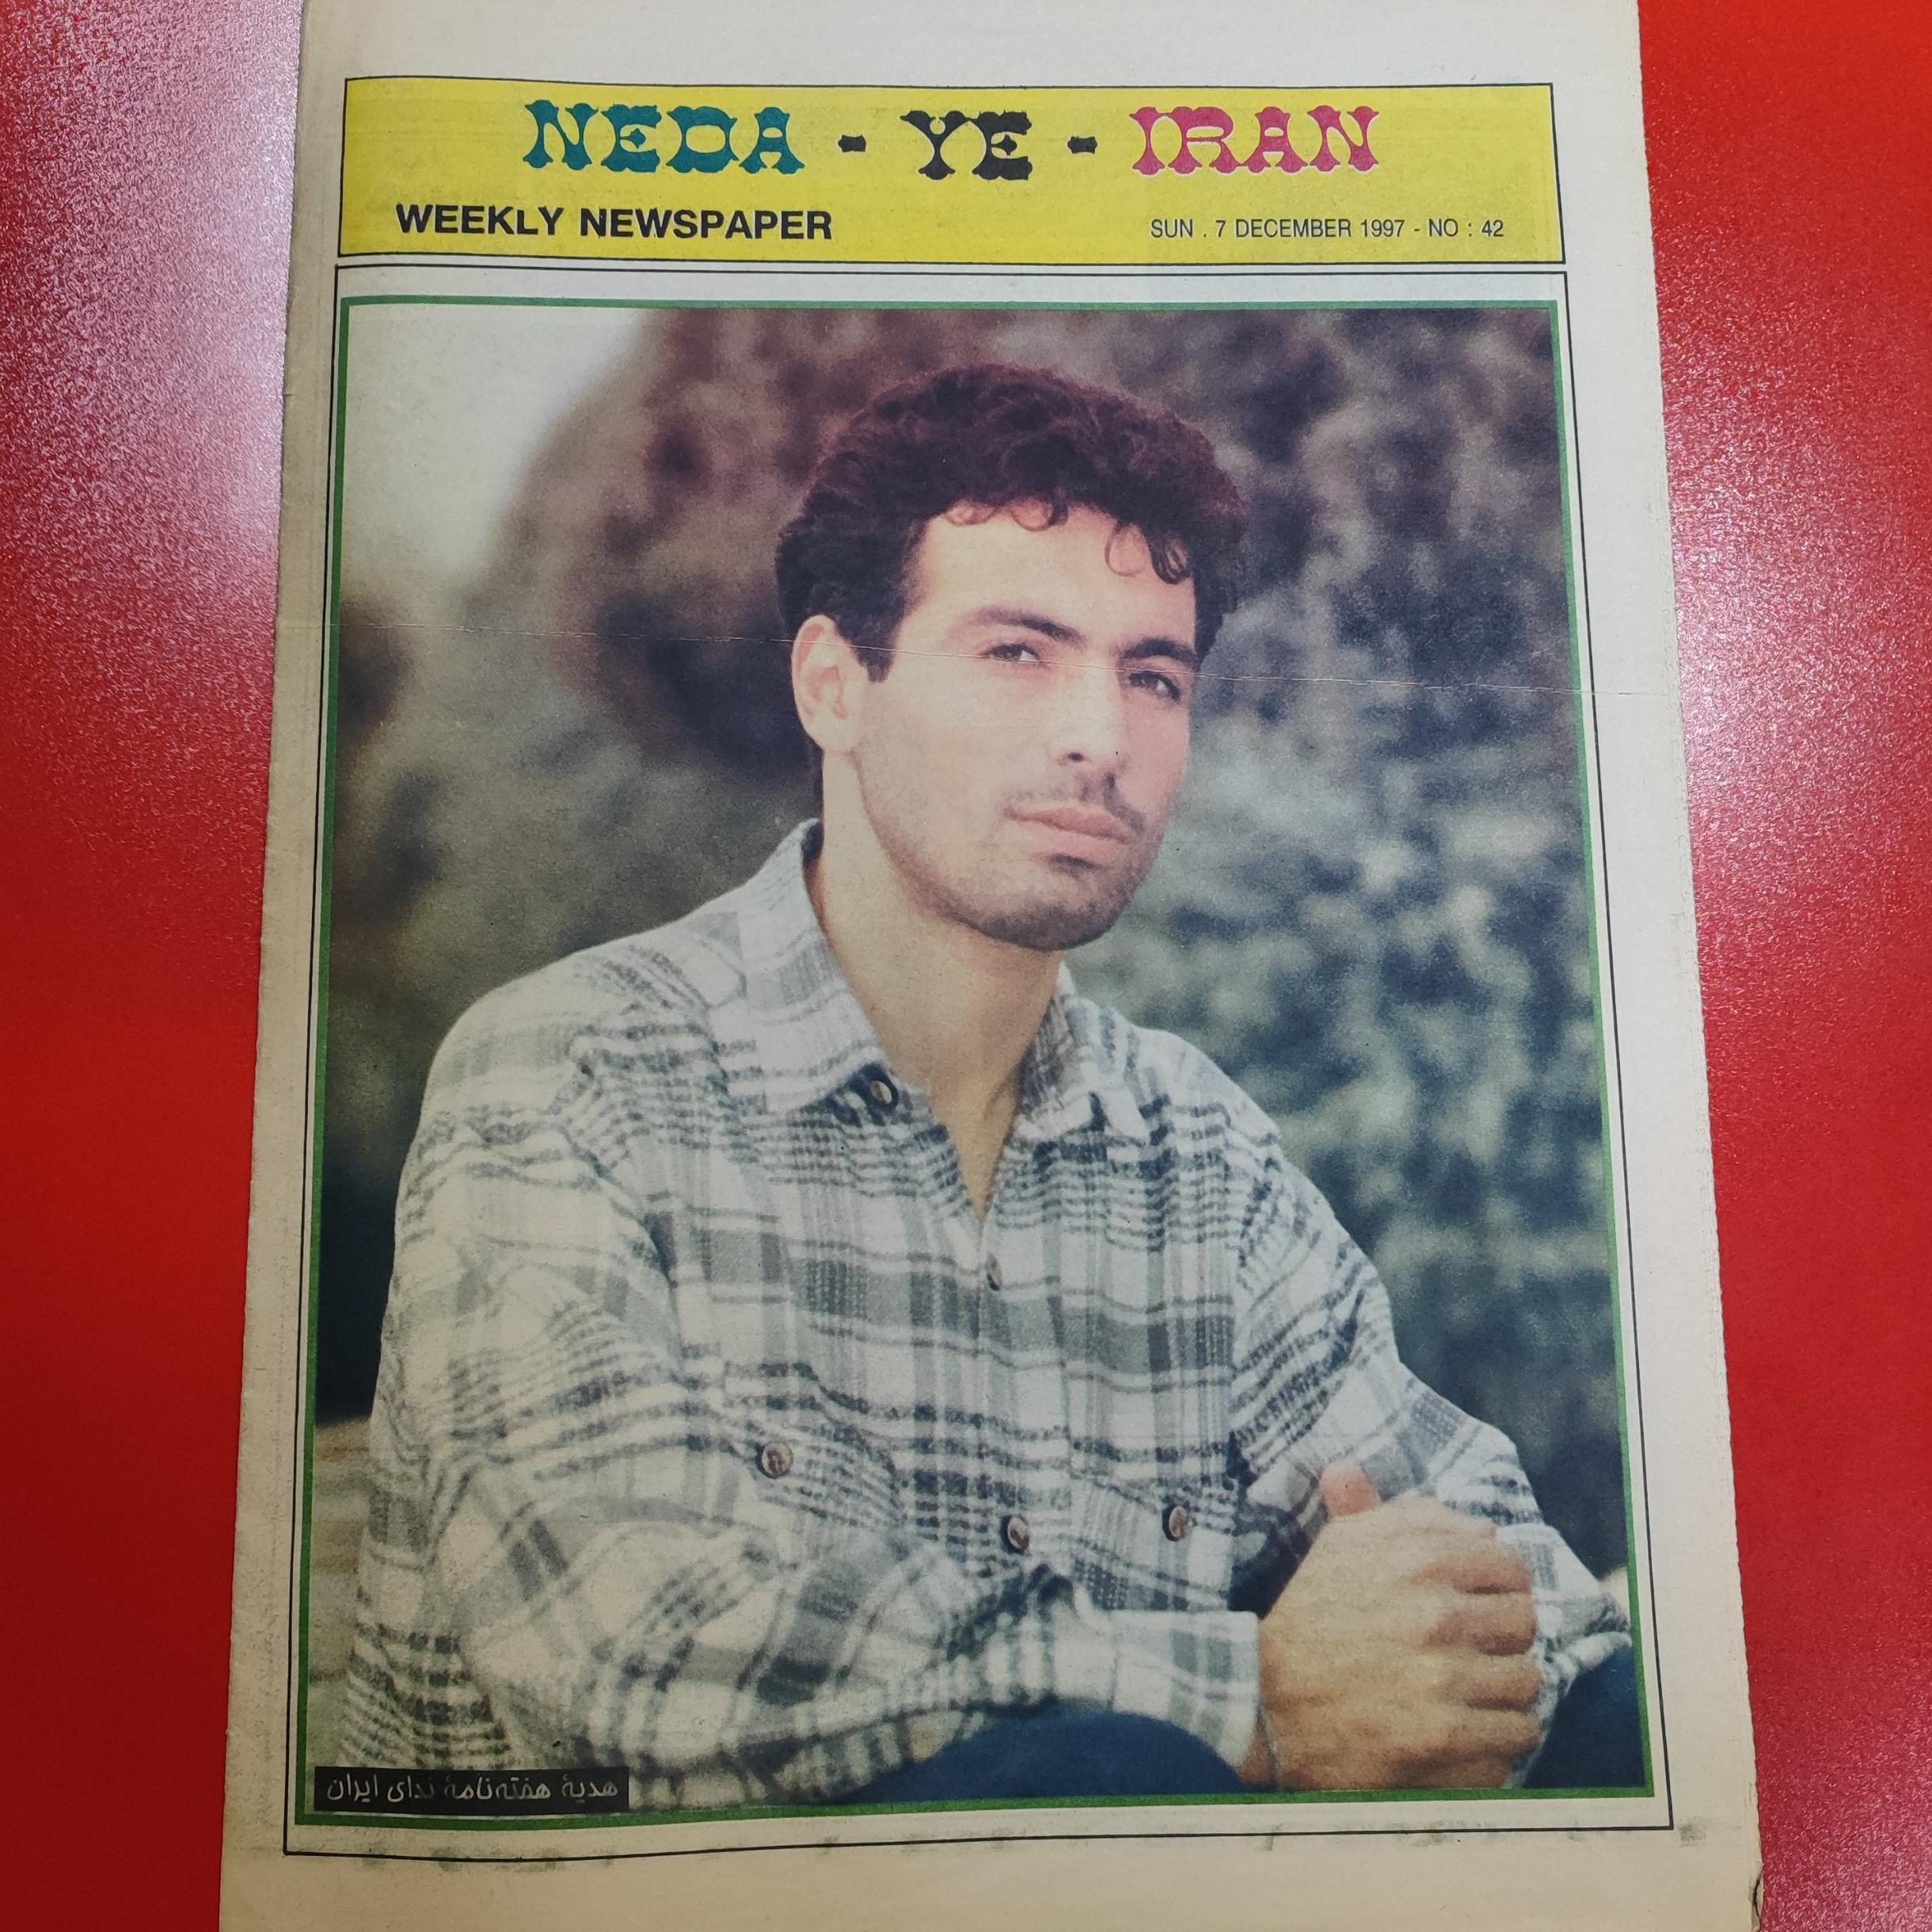 NEDA - YE - IRAN
WEEKLY NEWSPAPER
SUN . 7 DECEMBER 1997 - NO : 42
هدیهٔ هفته‌نامهٔ ندای ایران